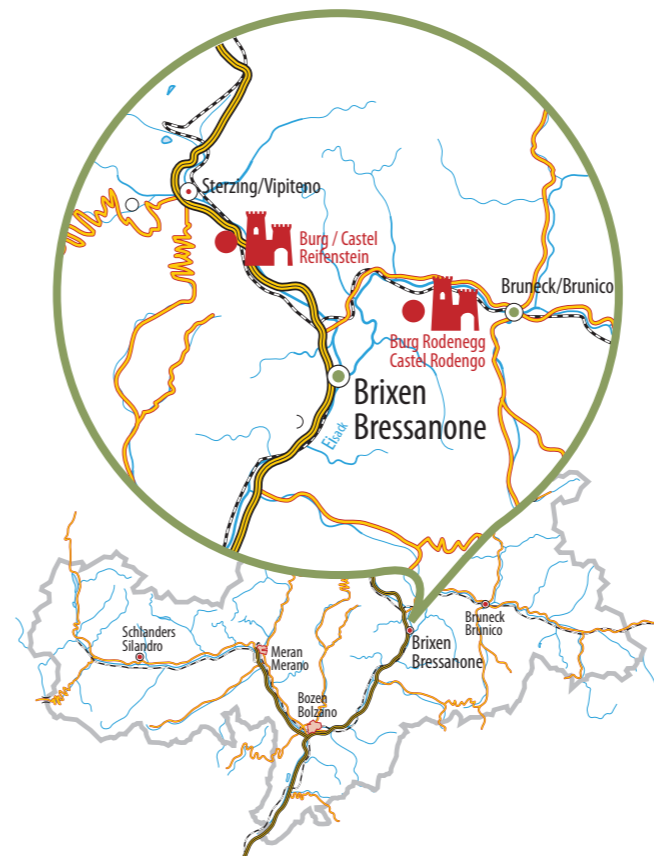 Sterzing/Vipiteno
Burg / Castel
Reifenstein
Bruneck/Brunico
Burg Rodenegg
Castel Rodengo
Brixen
Bressanone
Eisack
Schlanders
Silandro
Meran
Merano
Bozen
Bolzano
Brixen
Bressanone
Bruneck
Brunico